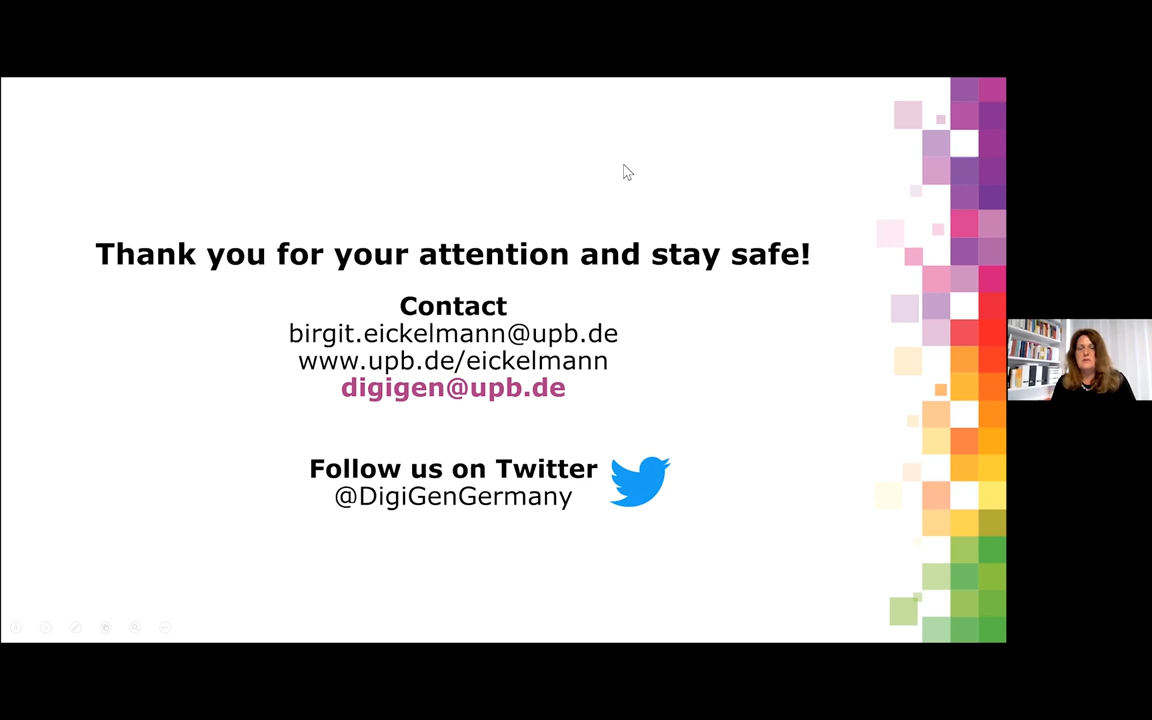 Thank you for your attention and stay safe!
Contact
birgit.eickelmann@upb.de
www.upb.de/eickelmann
digigen@upb.de
Follow us on Twitter
@DigiGenGermany